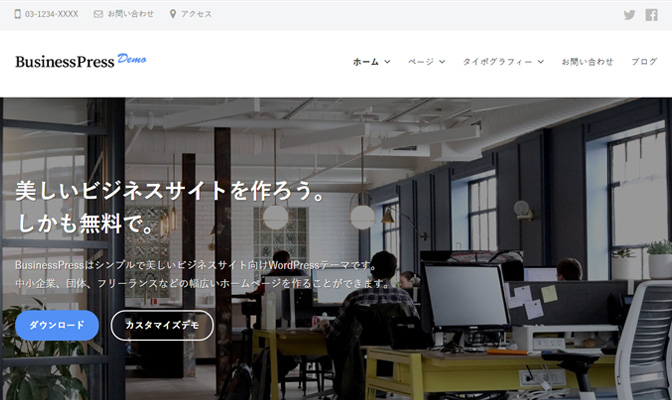 03-1234-XXXX お問い合わせ アクセス
BusinessPress Demo
ホーム ページ タイポグラフィー お問い合わせ ブログ
美しいビジネスサイトを作ろう。
しかも無料で。
BusinessPressはシンプルで美しいビジネスサイト向けWordPressテーマです。
中小企業、団体、フリーランスなどの幅広いホームページを作ることができます。
ダウンロード カスタマイズデモ